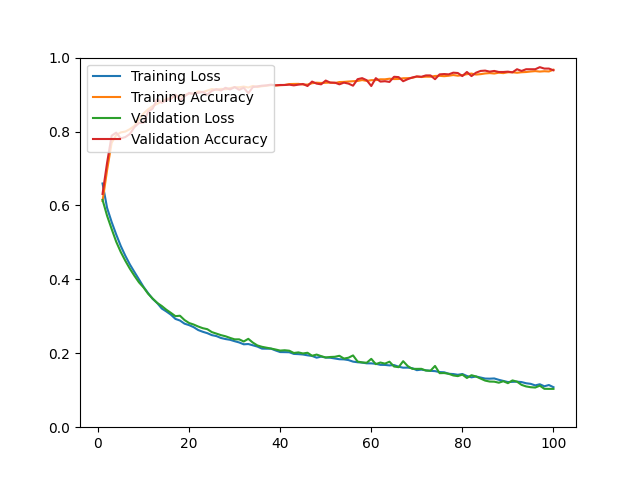 1.0
0.8
0.6
0.4
0.2
0.0
Training Loss
Training Accuracy
Validation Loss
Validation Accuracy
0 20 40 60 80 100